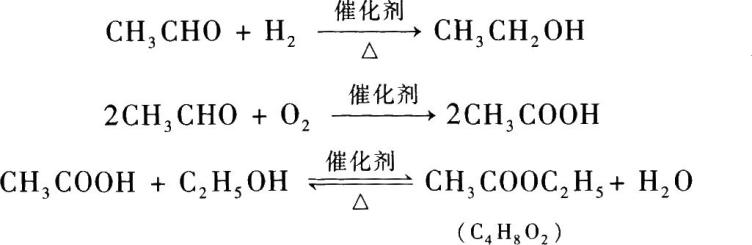 CH₃CHO + H₂ —催化剂/△→ CH₃CH₂OH
2CH₃CHO + O₂ —催化剂→ 2CH₃COOH
CH₃COOH + C₂H₅OH ⇌催化剂/△ CH₃COOC₂H₅ + H₂O
(C₄H₈O₂)